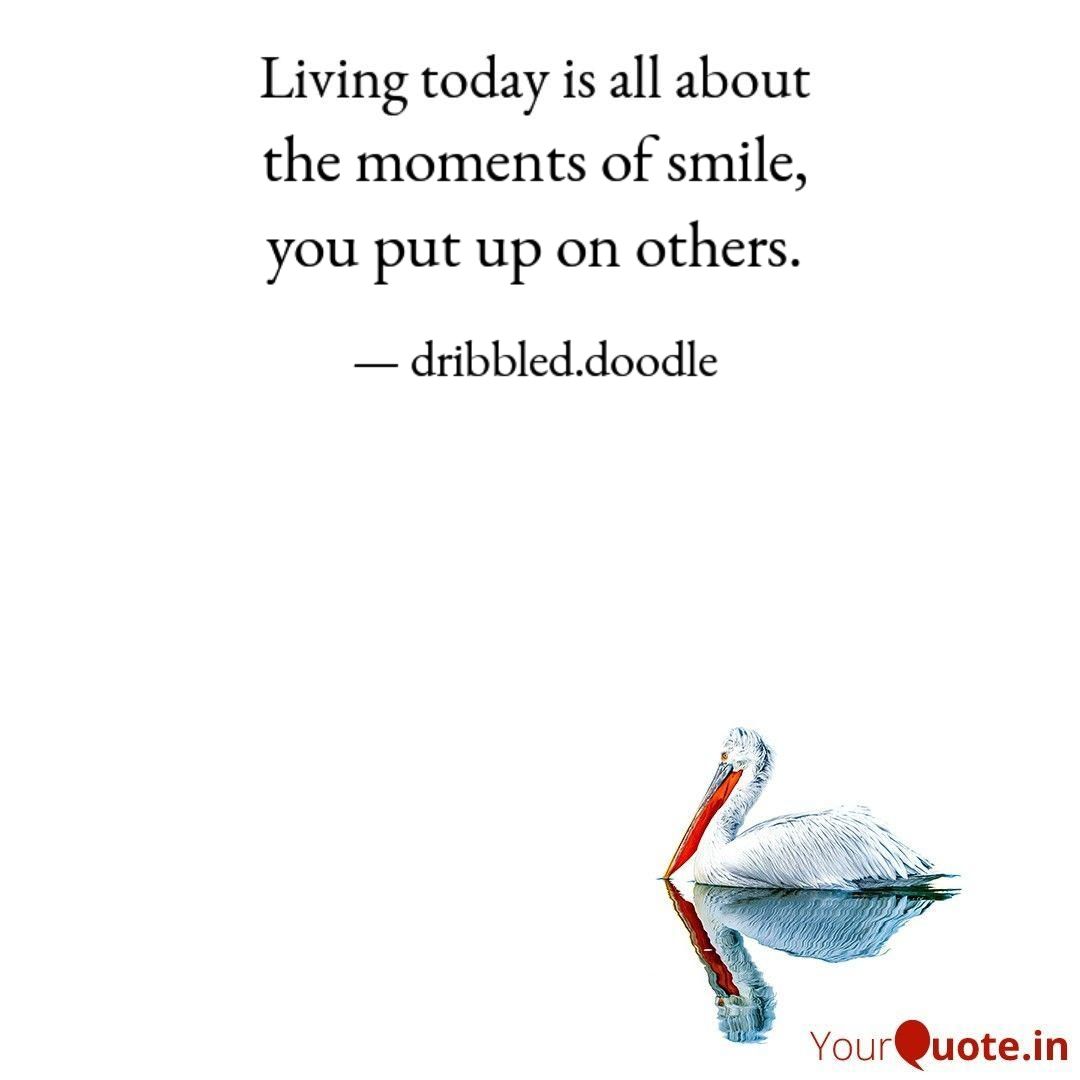 Living today is all about
the moments of smile,
you put up on others.
— dribbled.doodle
YourQuote.in